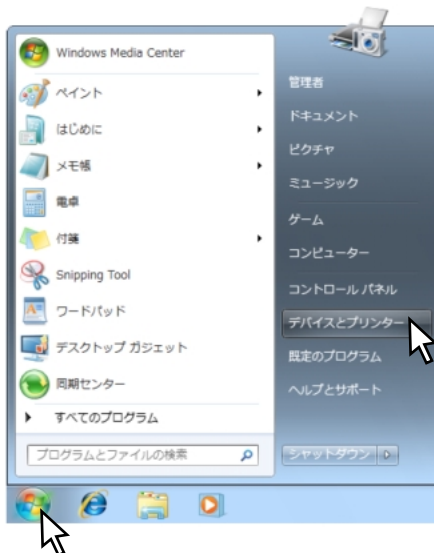 Windows Media Center
ペイント
はじめに
メモ帳
電卓
付箋
Snipping Tool
ワードパッド
デスクトップ ガジェット
同期センター
すべてのプログラム
プログラムとファイルの検索
管理者
ドキュメント
ピクチャ
ミュージック
ゲーム
コンピューター
コントロール パネル
デバイスとプリンター
既定のプログラム
ヘルプとサポート
シャットダウン